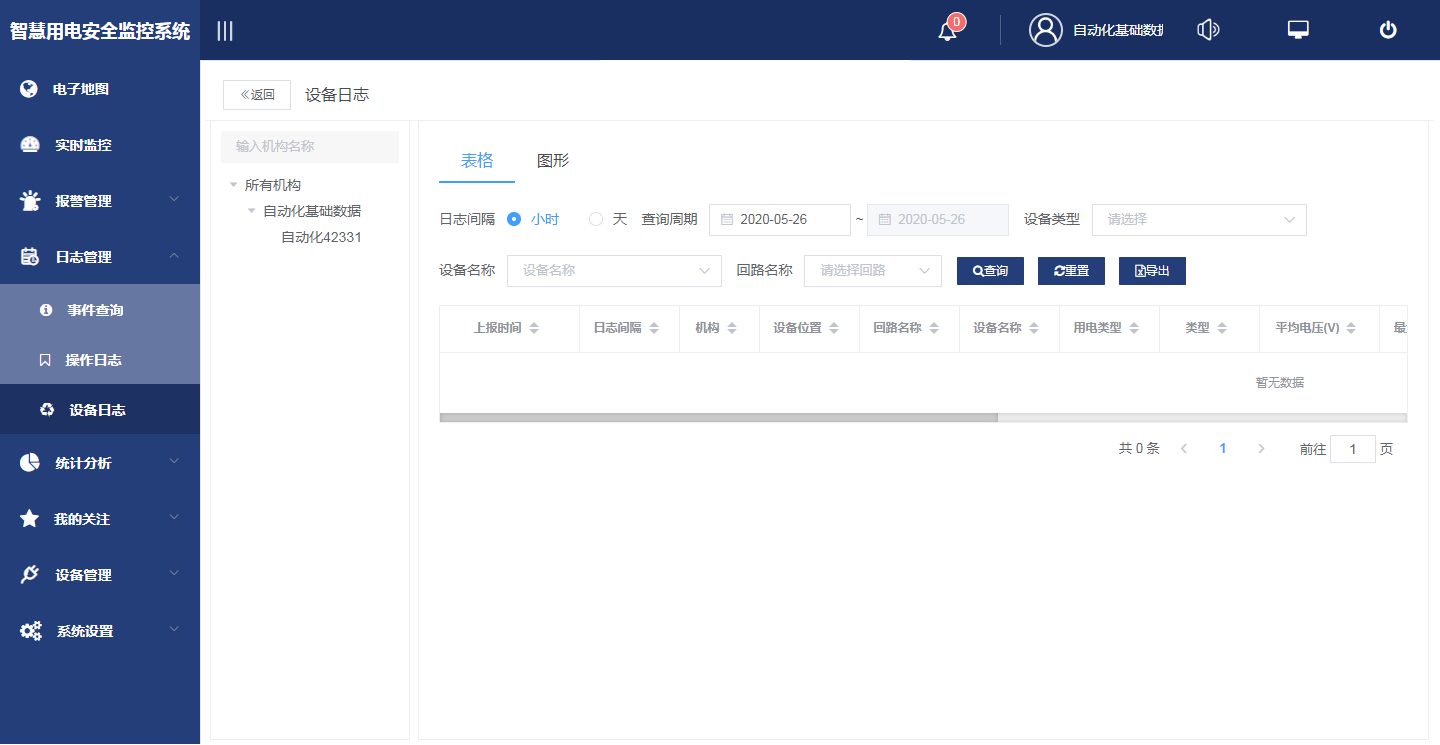 智慧用电安全监控系统
0
自动化基础数据
电子地图
实时监控
报警管理
日志管理
事件查询
操作日志
设备日志
统计分析
我的关注
设备管理
系统设置
返回 设备日志
输入机构名称
所有机构
自动化基础数据
自动化42331
表格 图形
日志间隔 小时 天 查询周期 2020-05-26 ~ 2020-05-26 设备类型 请选择
设备名称 设备名称 回路名称 请选择回路 查询 重置 导出
上报时间 日志间隔 机构 设备位置 回路名称 设备名称 用电类型 类型 平均电压(V) 最
暂无数据
共 0 条 1 前往 1 页